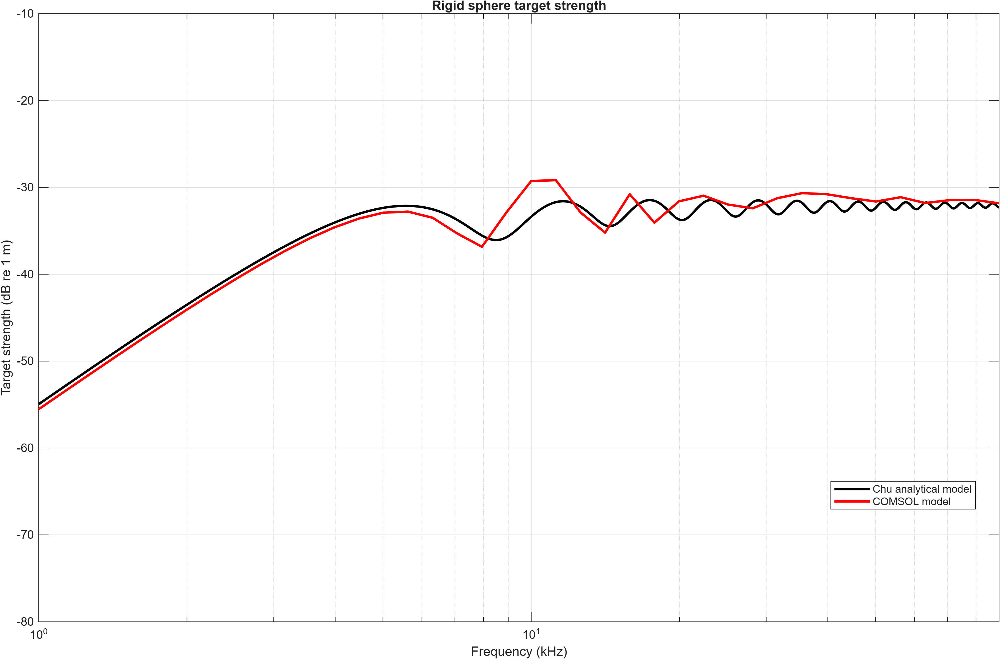 Rigid sphere target strength
-10
-20
-30
-40
-50
-60
-70
-80
Target strength (dB re 1 m)
Chu analytical model
COMSOL model
10⁰
10¹
Frequency (kHz)